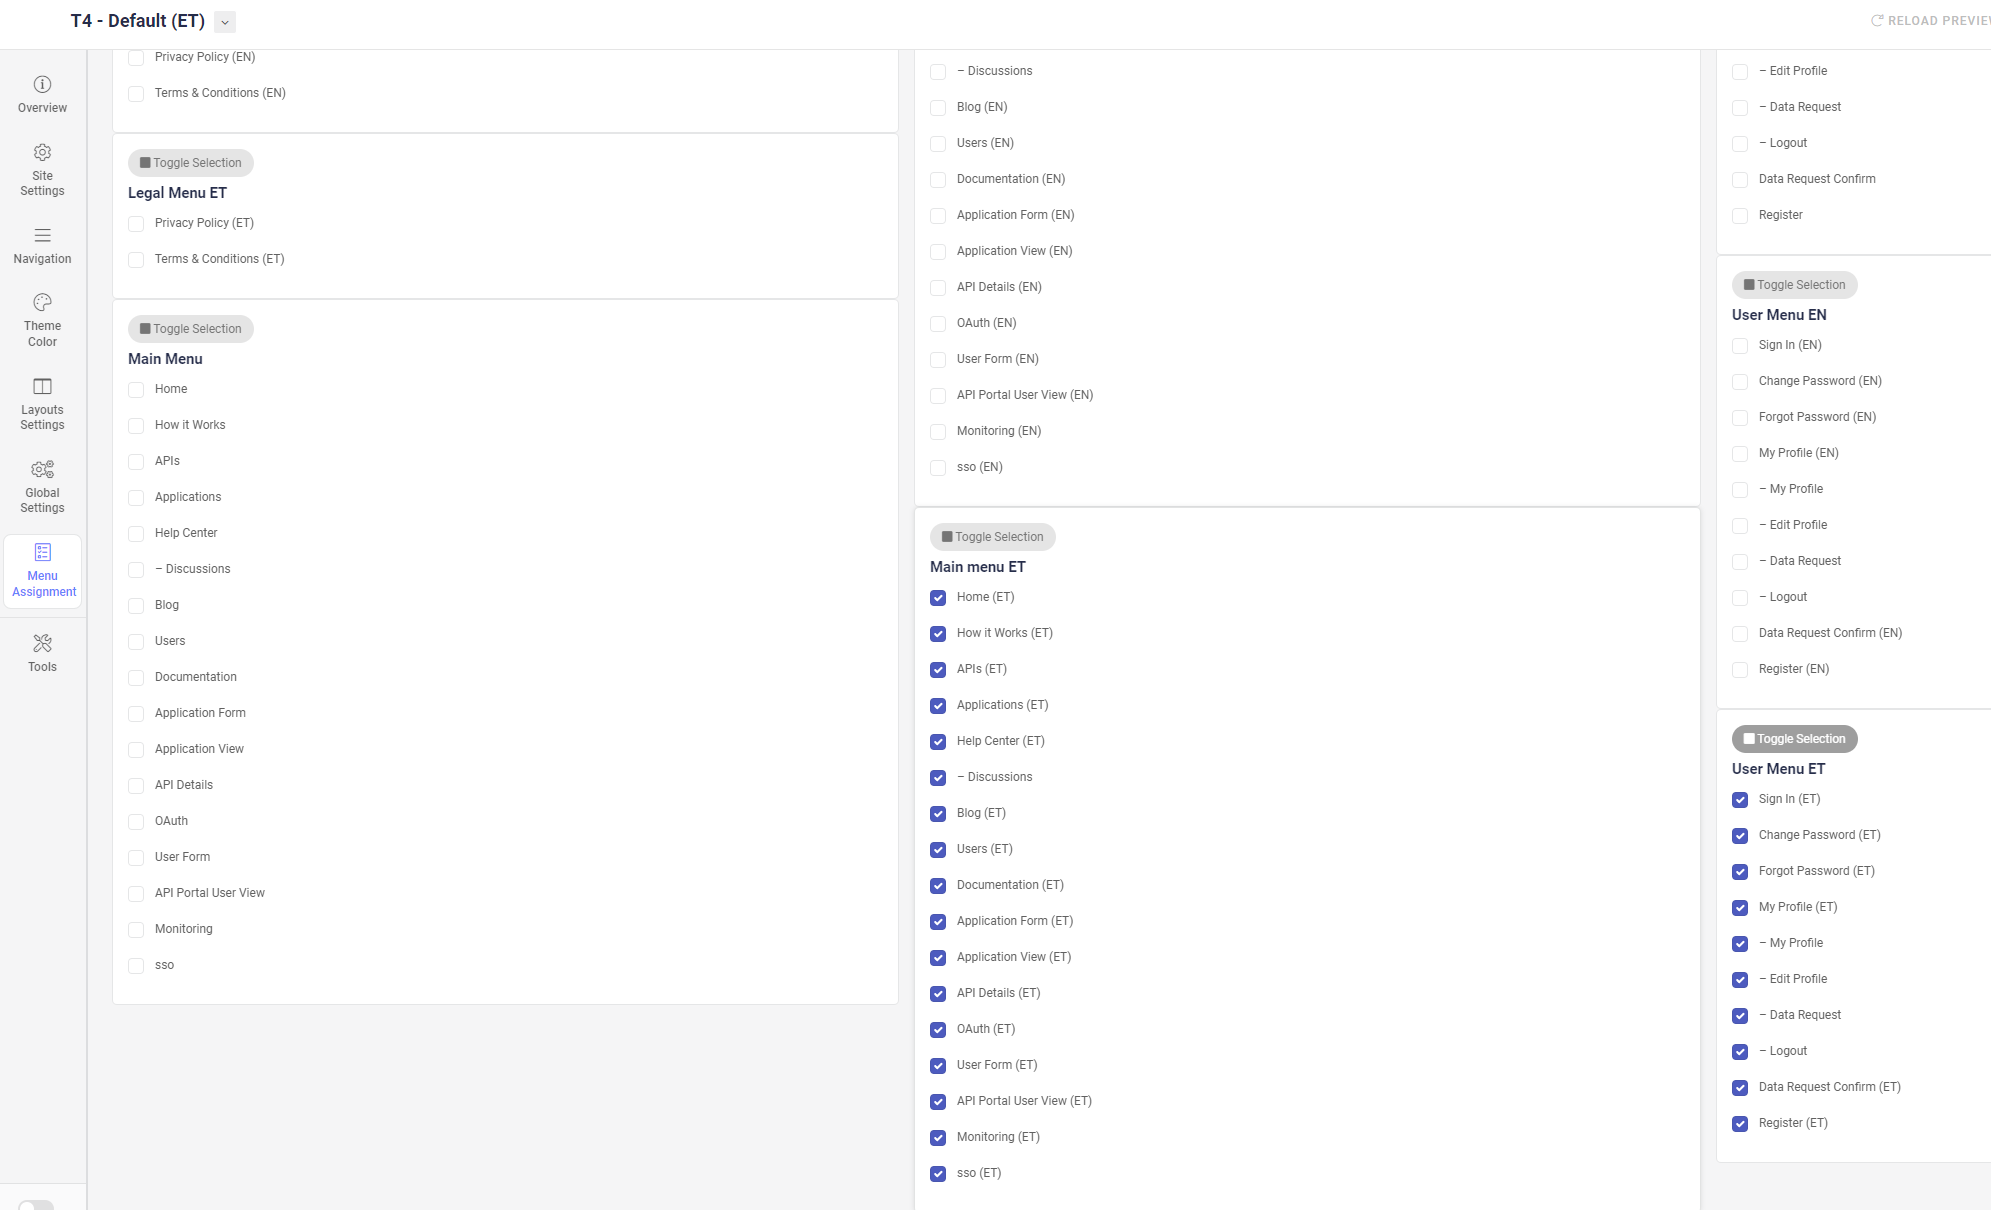 T4 - Default (ET)
RELOAD PREVIEW
Overview
Site
Settings
Navigation
Theme
Color
Layouts
Settings
Global
Settings
Menu
Assignment
Tools
Privacy Policy (EN)
Terms & Conditions (EN)
Toggle Selection
Legal Menu ET
Privacy Policy (ET)
Terms & Conditions (ET)
Toggle Selection
Main Menu
Home
How it Works
APIs
Applications
Help Center
– Discussions
Blog
Users
Documentation
Application Form
Application View
API Details
OAuth
User Form
API Portal User View
Monitoring
sso
– Discussions
Blog (EN)
Users (EN)
Documentation (EN)
Application Form (EN)
Application View (EN)
API Details (EN)
OAuth (EN)
User Form (EN)
API Portal User View (EN)
Monitoring (EN)
sso (EN)
Toggle Selection
Main menu ET
Home (ET)
How it Works (ET)
APIs (ET)
Applications (ET)
Help Center (ET)
– Discussions
Blog (ET)
Users (ET)
Documentation (ET)
Application Form (ET)
Application View (ET)
API Details (ET)
OAuth (ET)
User Form (ET)
API Portal User View (ET)
Monitoring (ET)
sso (ET)
– Edit Profile
– Data Request
– Logout
Data Request Confirm
Register
Toggle Selection
User Menu EN
Sign In (EN)
Change Password (EN)
Forgot Password (EN)
My Profile (EN)
– My Profile
– Edit Profile
– Data Request
– Logout
Data Request Confirm (EN)
Register (EN)
Toggle Selection
User Menu ET
Sign In (ET)
Change Password (ET)
Forgot Password (ET)
My Profile (ET)
– My Profile
– Edit Profile
– Data Request
– Logout
Data Request Confirm (ET)
Register (ET)